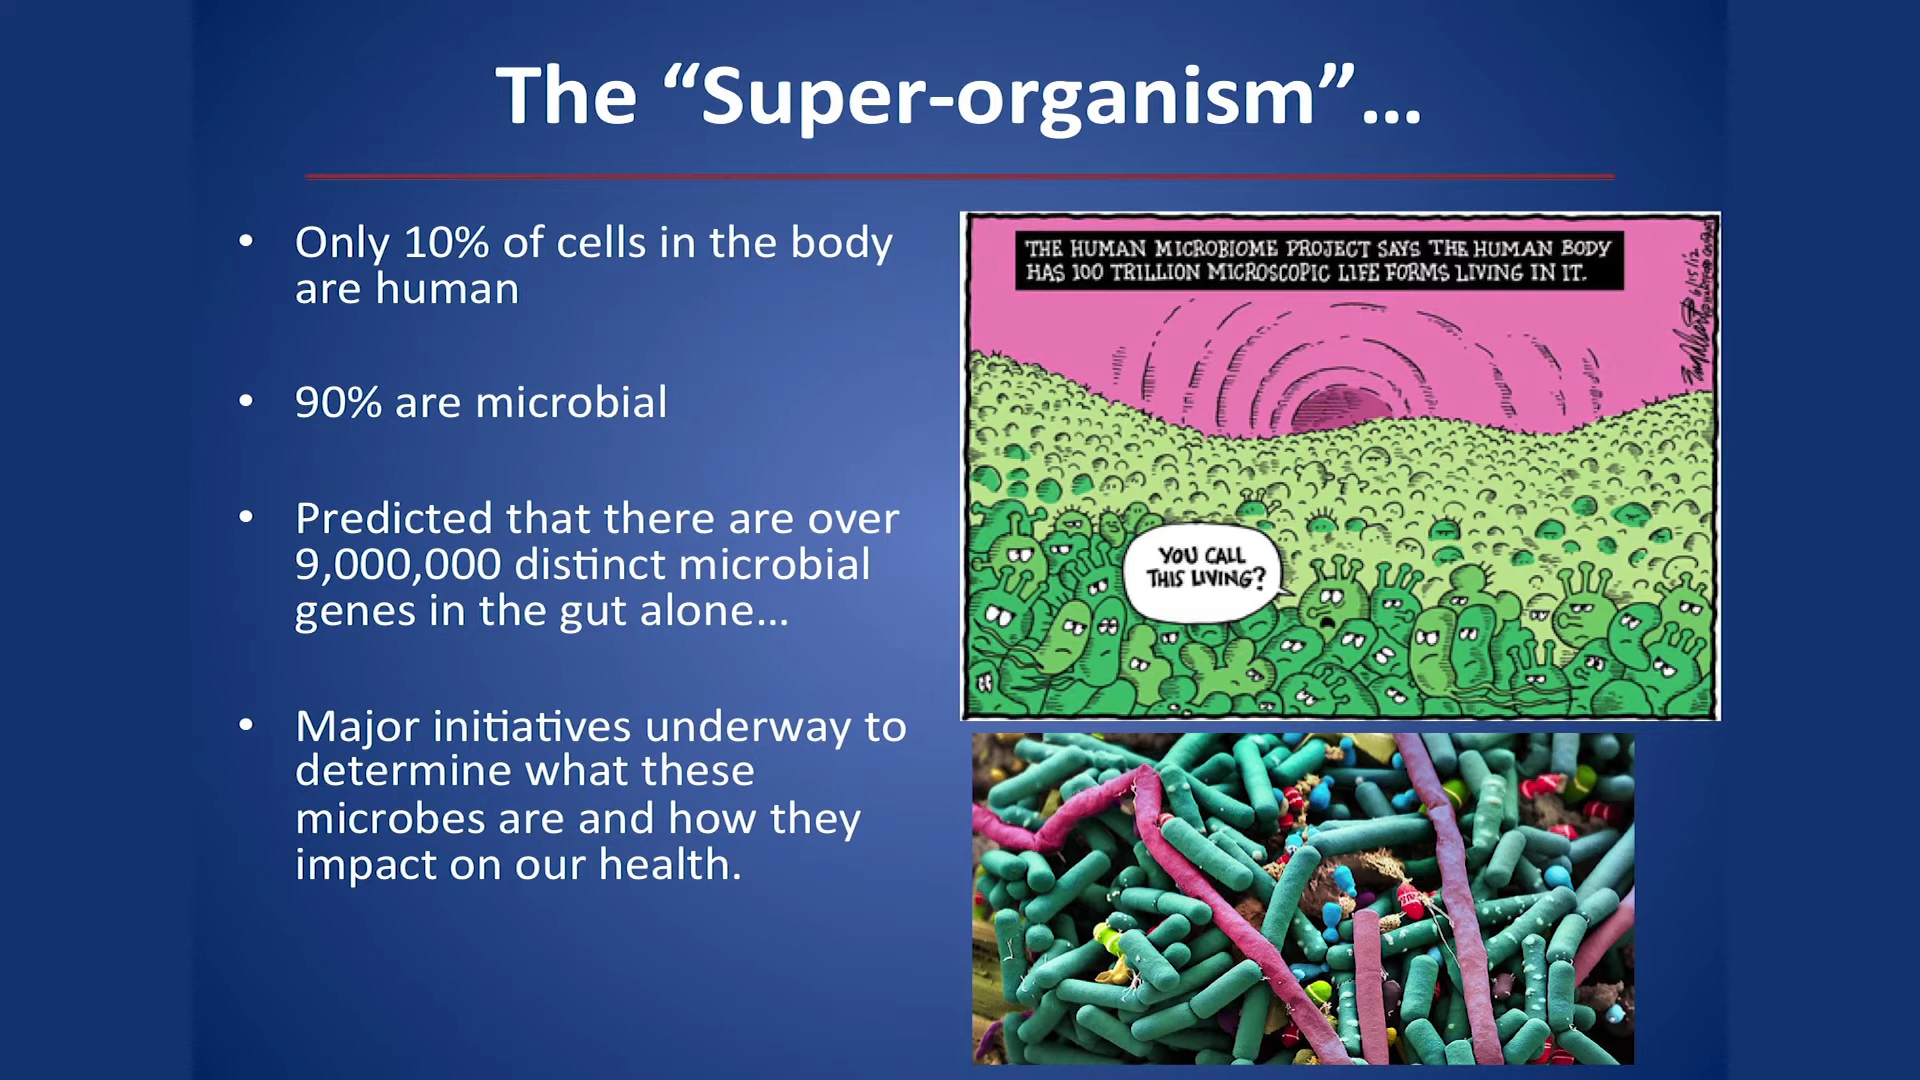 The “Super-organism”…
• Only 10% of cells in the body
are human
• 90% are microbial
• Predicted that there are over
9,000,000 distinct microbial
genes in the gut alone…
• Major initiatives underway to
determine what these
microbes are and how they
impact on our health.
THE HUMAN MICROBIOME PROJECT SAYS THE HUMAN BODY
HAS 100 TRILLION MICROSCOPIC LIFE FORMS LIVING IN IT.
6/15/12
YOU CALL
THIS LIVING?